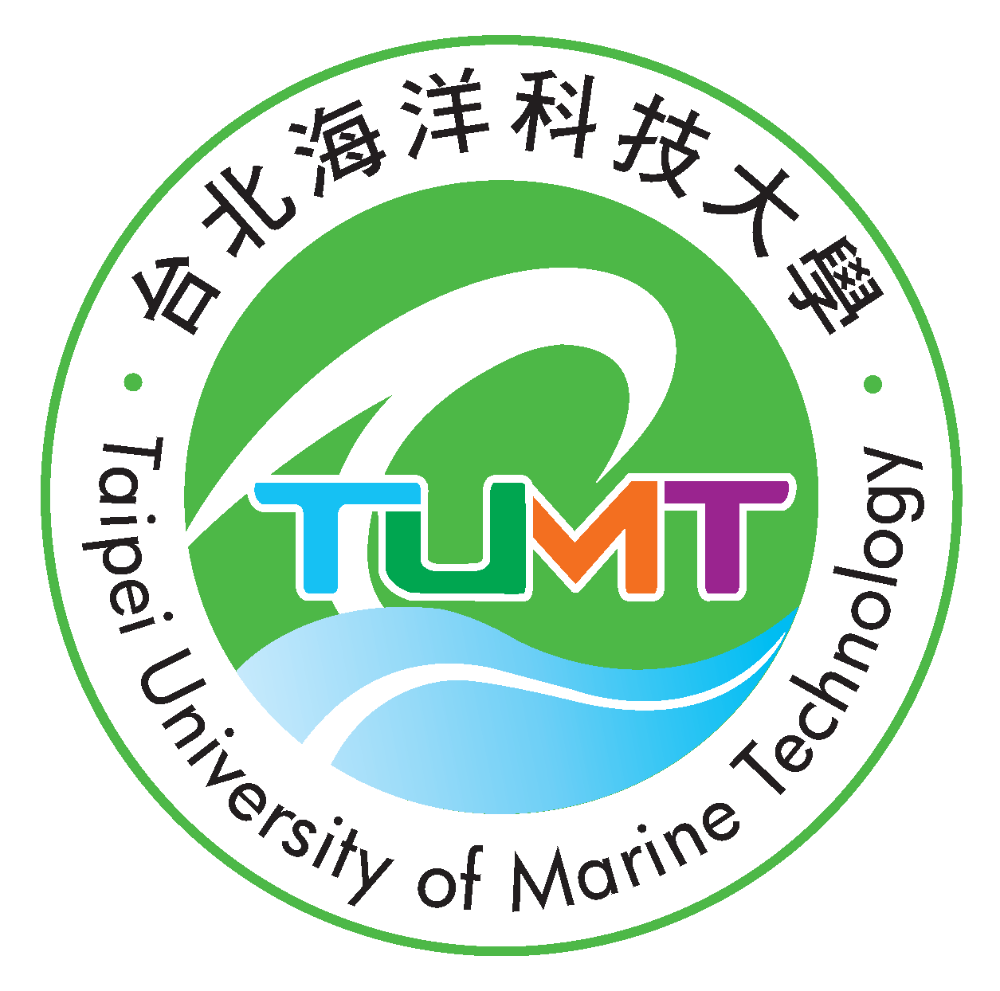 台北海洋科技大學
TUMT
Taipei University of Marine Technology